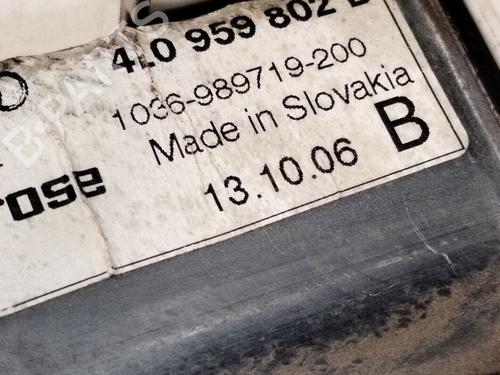 4L0 959 802
1036-989719-200
Made in Slovakia
rose
13.10.06
B